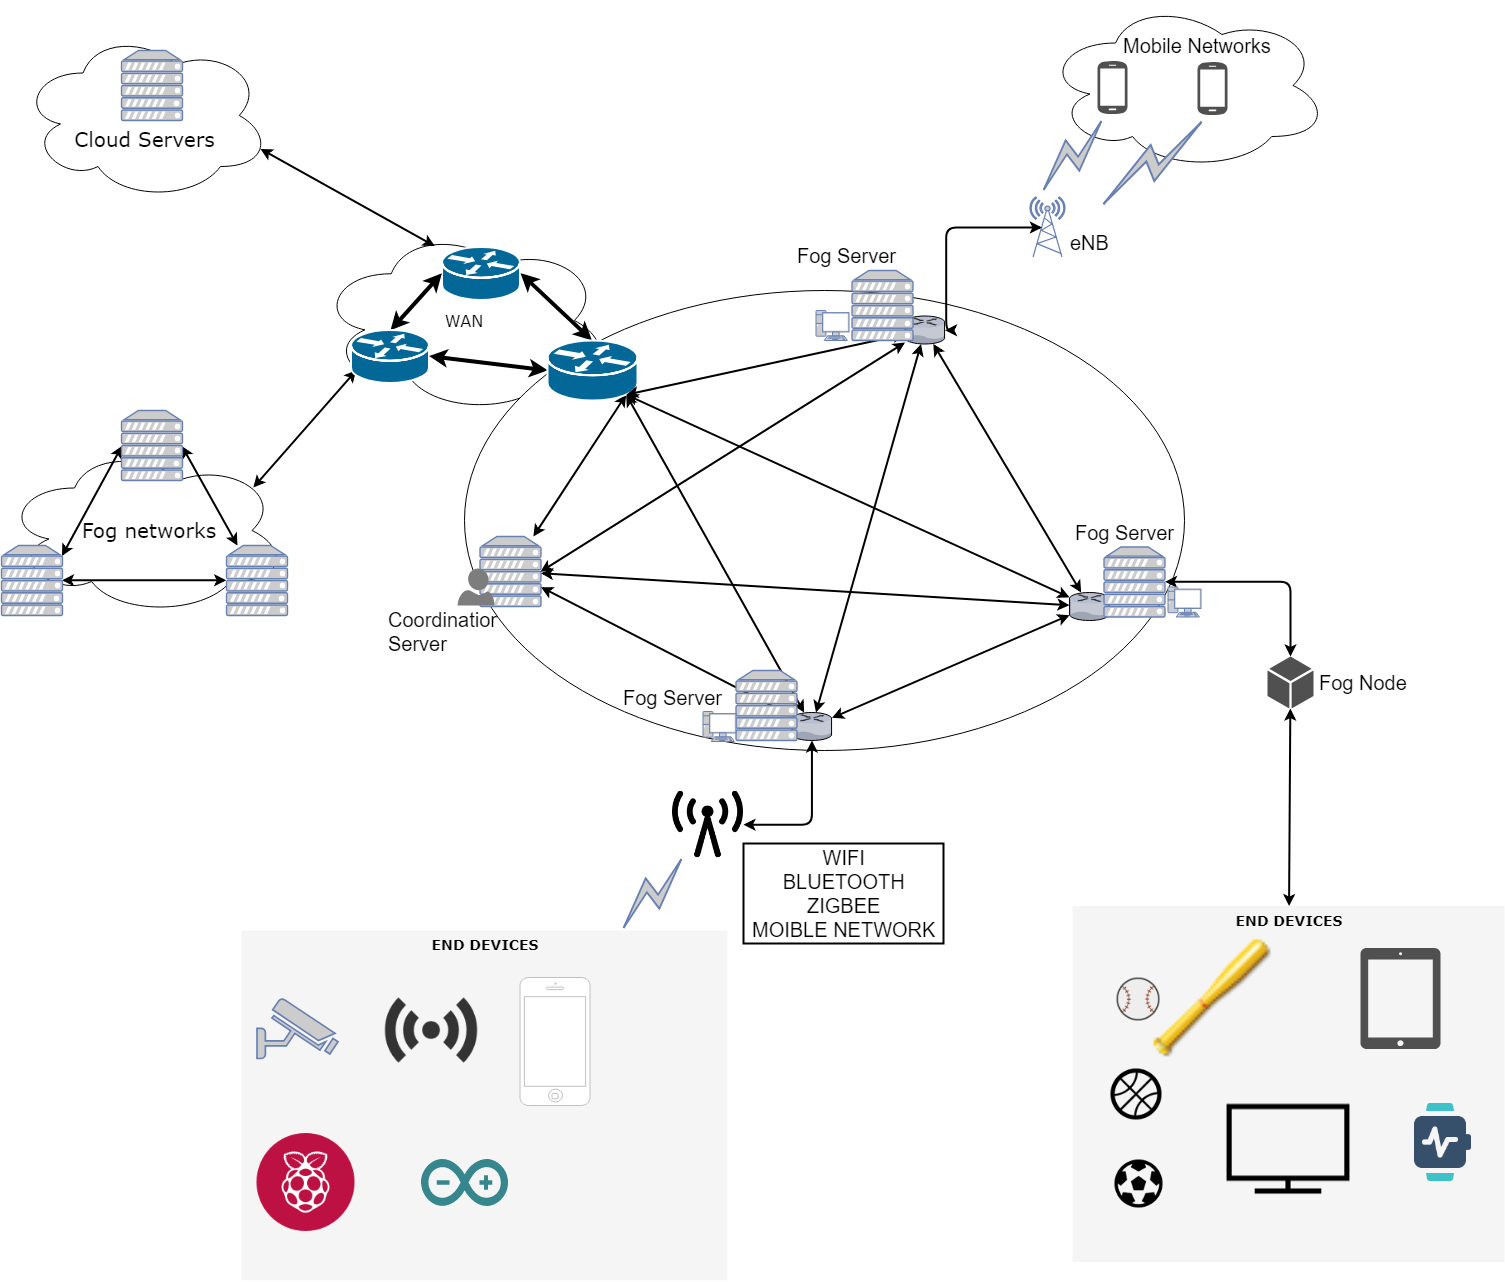 Mobile Networks
Cloud Servers
eNB
Fog Server
WAN
Fog networks
Fog Server
Coordinatior
Server
Fog Node
Fog Server
WIFI
BLUETOOTH
ZIGBEE
MOIBLE NETWORK
END DEVICES
END DEVICES